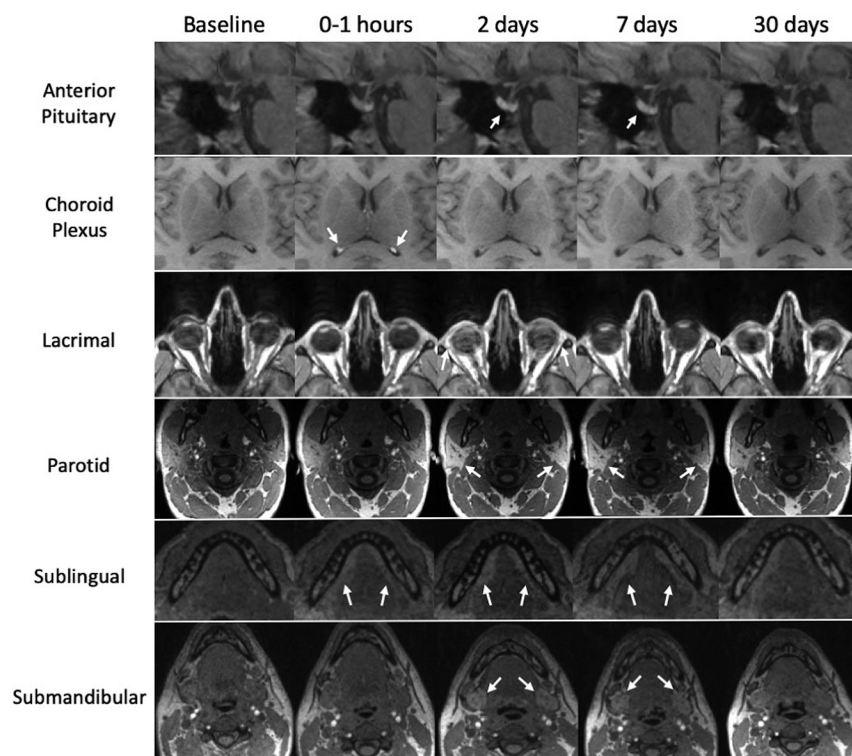 Baseline 0-1 hours 2 days 7 days 30 days
Anterior
Pituitary
Choroid
Plexus
Lacrimal
Parotid
Sublingual
Submandibular